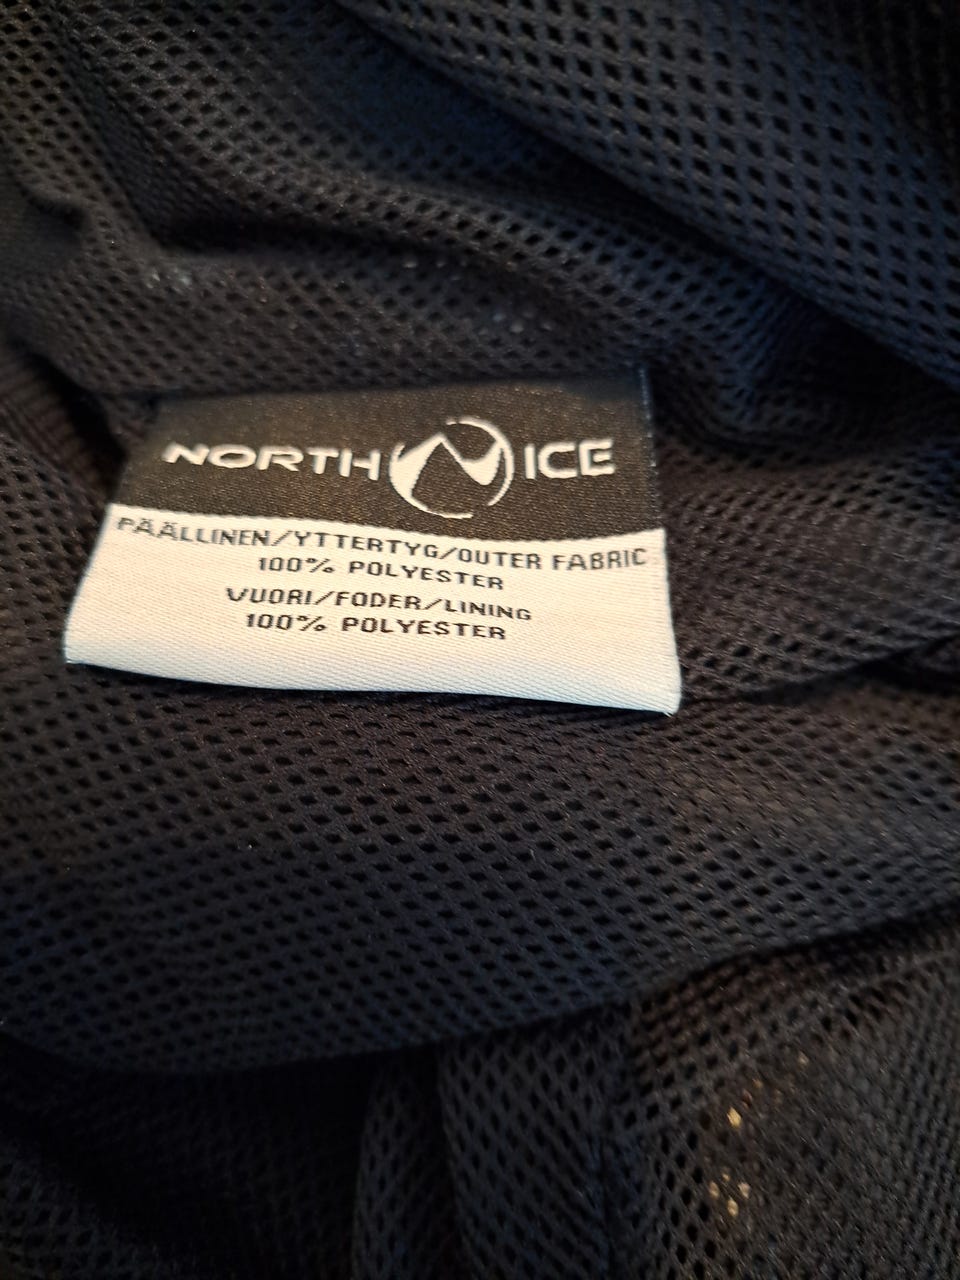 NORTH ICE
PÄÄLLINEN/YTTERTYG/OUTER FABRIC
100% POLYESTER
VUORI/FODER/LINING
100% POLYESTER